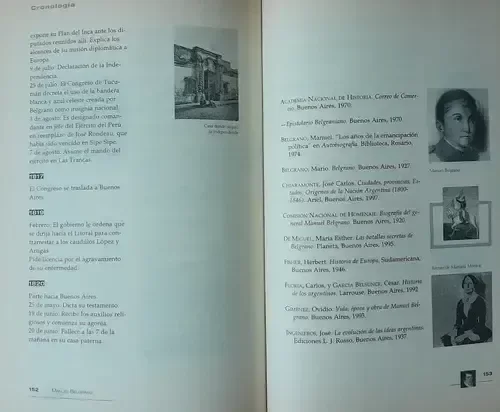 Cronología
expone su Plan del Inca ante los di-
putados reunidos allí. Explica los
alcances de su misión diplomática a
Europa.
9 de julio: Declaración de la Inde-
pendencia.
25 de julio: El Congreso de Tucu-
mán decreta el uso de la bandera
blanca y azul-celeste creada por
Belgrano como insignia nacional.
3 de agosto: Es designado coman-
dante en jefe del Ejército del Perú
en reemplazo de José Rondeau, que
había sido vencido en Sipe Sipe.
7 de agosto: Asume el mando del
ejército en Las Trancas.
1817
El Congreso se traslada a Buenos
Aires.
1819
Febrero: El gobierno le ordena que
se dirija hacia el Litoral para con-
frentar a los caudillos López y
Artigas.
Pide licencia por el agravamiento
de su enfermedad.
1820
Parte hacia Buenos Aires.
25 de mayo: Dicta su testamento
19 de junio: Recibe los auxilios reli-
giosos y comienza su agonía.
20 de junio: Fallece a las 7 de la
mañana en su casa paterna.
152 Manuel Belgrano
ACADEMIA NACIONAL DE HISTORIA. Correo de Comer-
cio, Buenos Aires, 1970.
—Epistolario Belgraniano. Buenos Aires, 1970.
BELGRANO, Manuel. "Los años de la emancipación
política" en Autobiografía. Biblioteca, Rosario,
1974.
BELGRANO, Mario. Belgrano. Buenos Aires, 1927.
CHIARAMONTE, José Carlos. Ciudades, provincias, Es-
tados: Orígenes de la Nación Argentina (1800-
1846). Ariel, Buenos Aires, 1997.
COMISIÓN NACIONAL DE HOMENAJE. Biografía del ge-
neral Manuel Belgrano. Buenos Aires, 1920.
DE MIGUEL, María Esther. Las batallas secretas de
Belgrano. Planeta, Buenos Aires, 1995.
FISHER, Herbert. Historia de Europa, Sudamericana,
Buenos Aires, 1946.
FLORIA, Carlos, y GARCÍA BELSUNCE, César. Historia
de los argentinos. Larrousse, Buenos Aires, 1992.
GIMÉNEZ, Ovidio. Vida, época y obra de Manuel Bel-
grano. Buenos Aires, 1993.
INGENIEROS, José. La evolución de las ideas argentinas.
Ediciones L. J. Rosso, Buenos Aires, 1937.
Manuel Belgrano
153